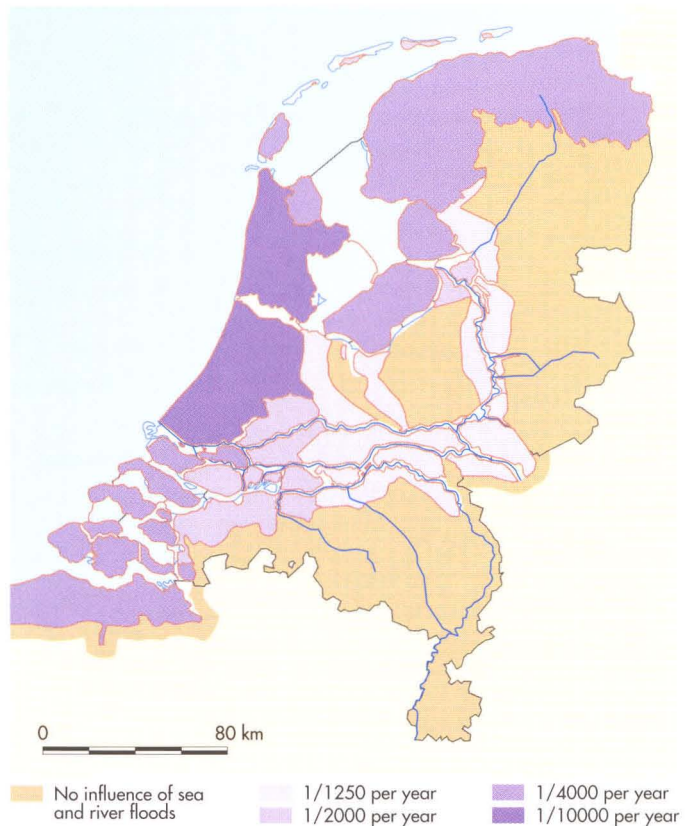 0 80 km
No influence of sea
and river floods
1/1250 per year
1/2000 per year
1/4000 per year
1/10000 per year